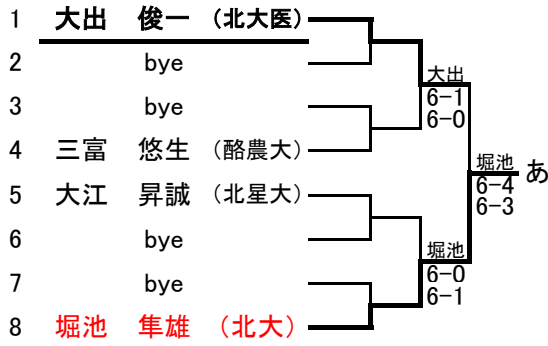 1 大出 俊一 (北大医)
2 bye
3 bye
4 三富 悠生 (酪農大)
5 大江 昇誠 (北星大)
6 bye
7 bye
8 堀池 隼雄 (北大)
大出
6-1
6-0
堀池
6-0
6-1
堀池
6-4
6-3
あ